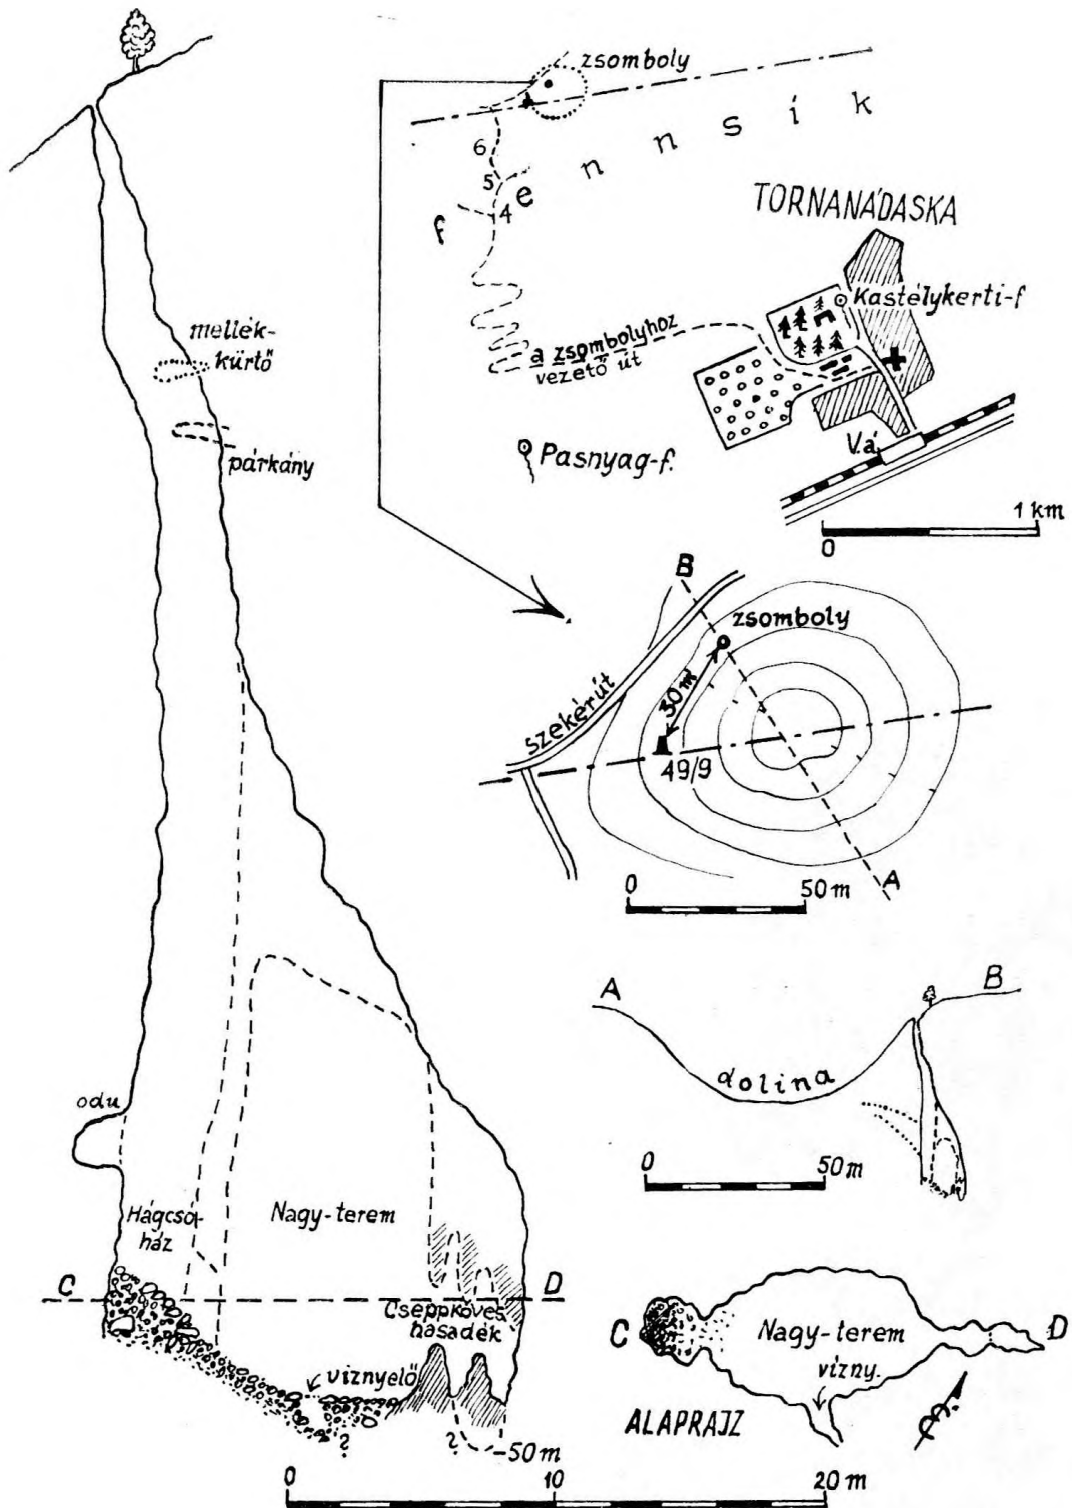 zsomboly
f e n n s í k
6
5
4
TORNANÁDASKA
Kastélykerti-f
a zsombolyhoz
vezető út
Pasnyag-f.
V.á.
0 1 km
mellék-
kürtő
párkány
B
zsomboly
30 m
szekérút
49/9
A
0 50 m
A B
dolina
0 50 m
odu
Hágcsó-
ház
Nagy-terem
C D
Cseppköves
hasadék
víznyelő
? ? -50 m
0 10 20 m
C D
Nagy-terem
vízny.
ALAPRAJZ